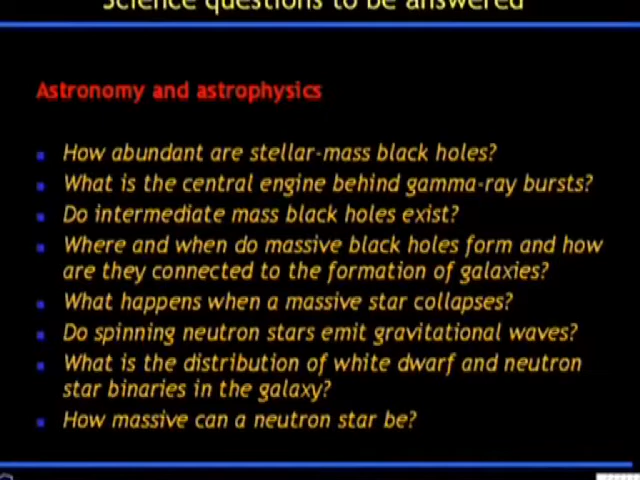 Science questions to be answered
Astronomy and astrophysics
How abundant are stellar-mass black holes?
What is the central engine behind gamma-ray bursts?
Do intermediate mass black holes exist?
Where and when do massive black holes form and how
are they connected to the formation of galaxies?
What happens when a massive star collapses?
Do spinning neutron stars emit gravitational waves?
What is the distribution of white dwarf and neutron
star binaries in the galaxy?
How massive can a neutron star be?